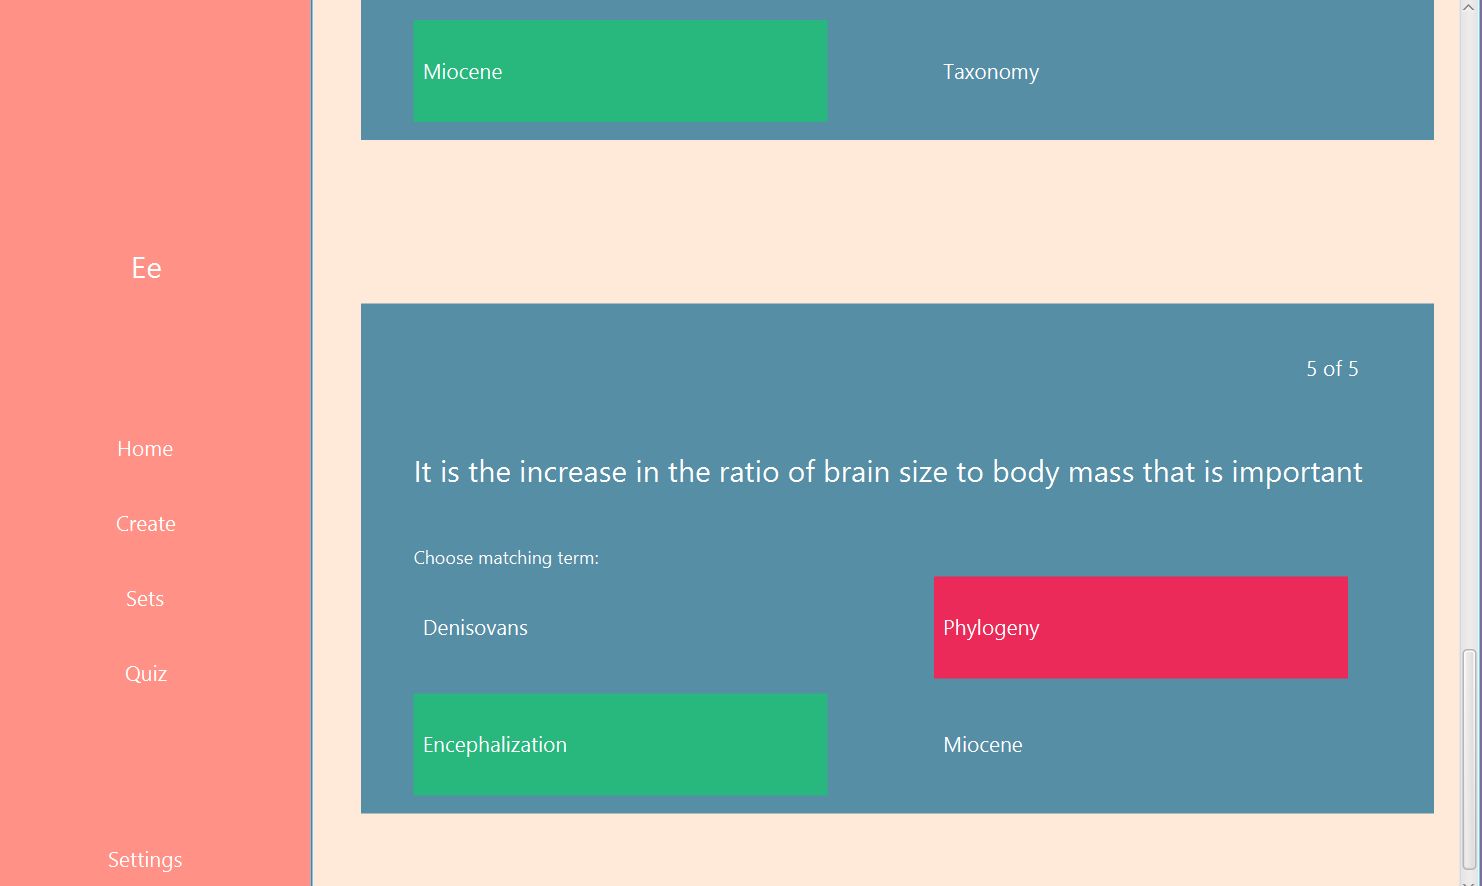 Miocene
Taxonomy
Ee
Home
Create
Sets
Quiz
Settings
5 of 5
It is the increase in the ratio of brain size to body mass that is important
Choose matching term:
Denisovans
Phylogeny
Encephalization
Miocene